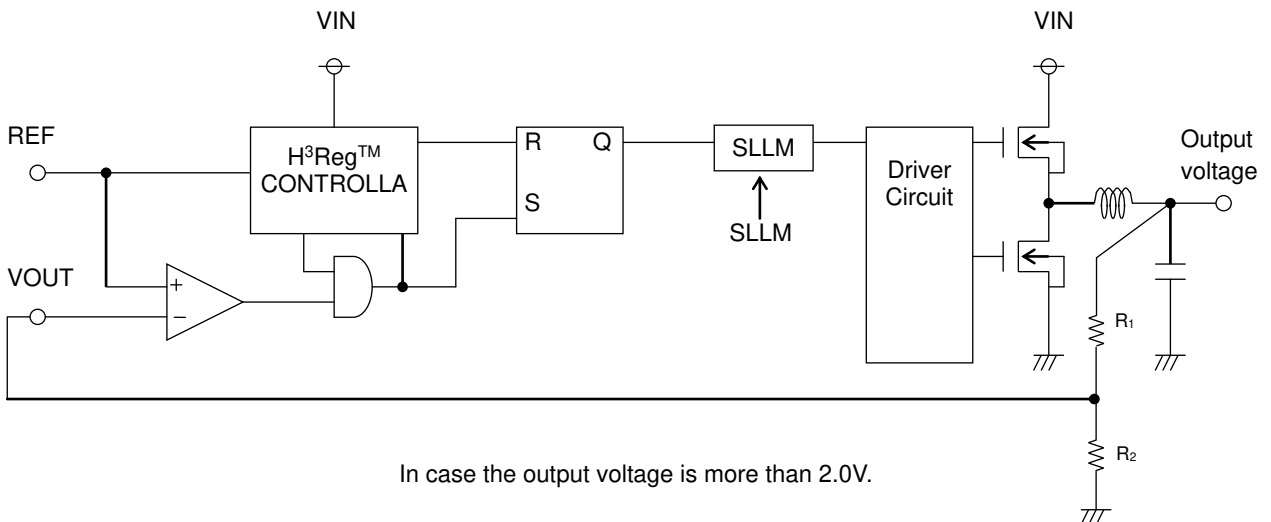 VIN
VIN
REF
H³Reg™
CONTROLLA
R
Q
S
SLLM
SLLM
Driver
Circuit
Output
voltage
VOUT
+
−
R₁
R₂
In case the output voltage is more than 2.0V.